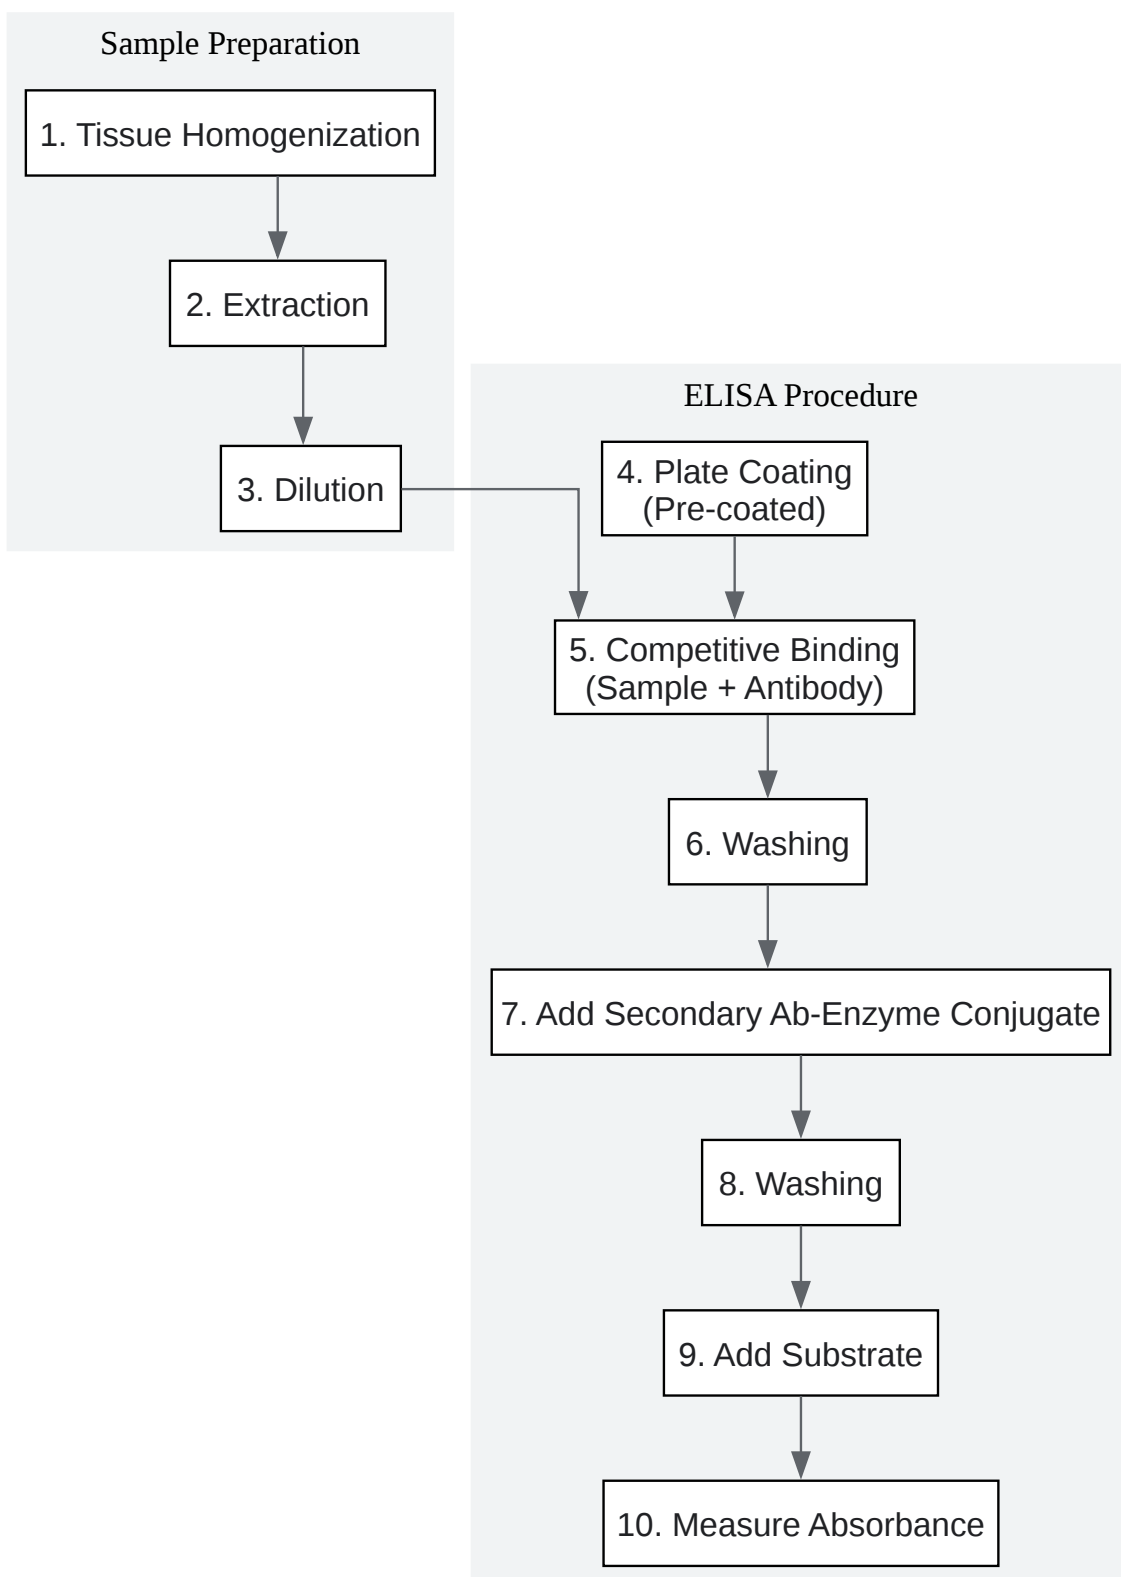 Sample Preparation
1. Tissue Homogenization
2. Extraction
3. Dilution
ELISA Procedure
4. Plate Coating
(Pre-coated)
5. Competitive Binding
(Sample + Antibody)
6. Washing
7. Add Secondary Ab-Enzyme Conjugate
8. Washing
9. Add Substrate
10. Measure Absorbance